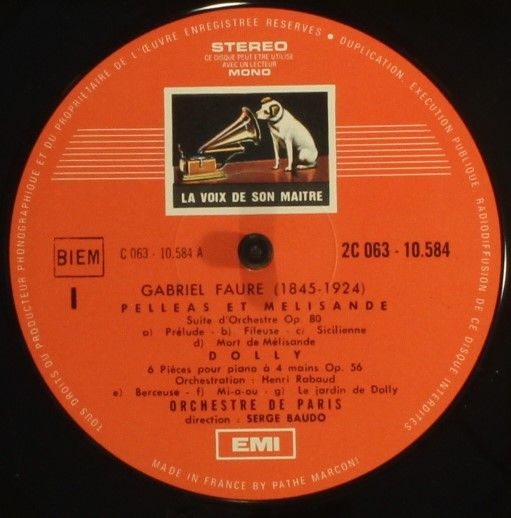 TOUS DROITS DU PRODUCTEUR PHONOGRAPHIQUE ET DU PROPRIETAIRE DE L'ŒUVRE ENREGISTREE RESERVES • DUPLICATION, EXECUTION PUBLIQUE, RADIODIFFUSION DE CE DISQUE INTERDITES
STEREO
CE DISQUE PEUT ETRE UTILISE
AVEC UN LECTEUR
MONO
LA VOIX DE SON MAITRE
BIEM
C 063 - 10.584 A
2C 063 - 10.584
I
GABRIEL FAURE (1845-1924)
PELLEAS ET MELISANDE
Suite d'Orchestre Op. 80
a) Prélude - b) Fileuse - c) Sicilienne
d) Mort de Mélisande
DOLLY
6 Pièces pour piano à 4 mains Op. 56
Orchestration : Henri Rabaud
e) Berceuse - f) Mi-a-ou - g) Le jardin de Dolly
ORCHESTRE DE PARIS
direction : SERGE BAUDO
EMI
MADE IN FRANCE BY PATHE MARCONI